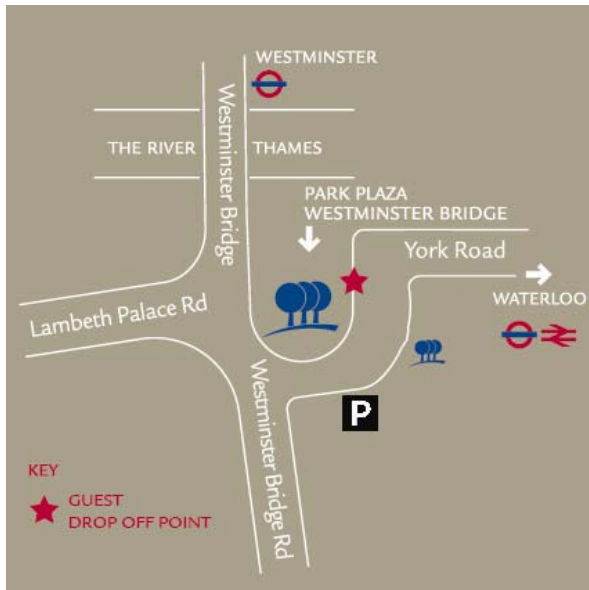 WESTMINSTER
Westminster Bridge
THE RIVER THAMES
PARK PLAZA
WESTMINSTER BRIDGE
York Road
WATERLOO
Lambeth Palace Rd
Westminster Bridge Rd
P
KEY
GUEST
DROP OFF POINT